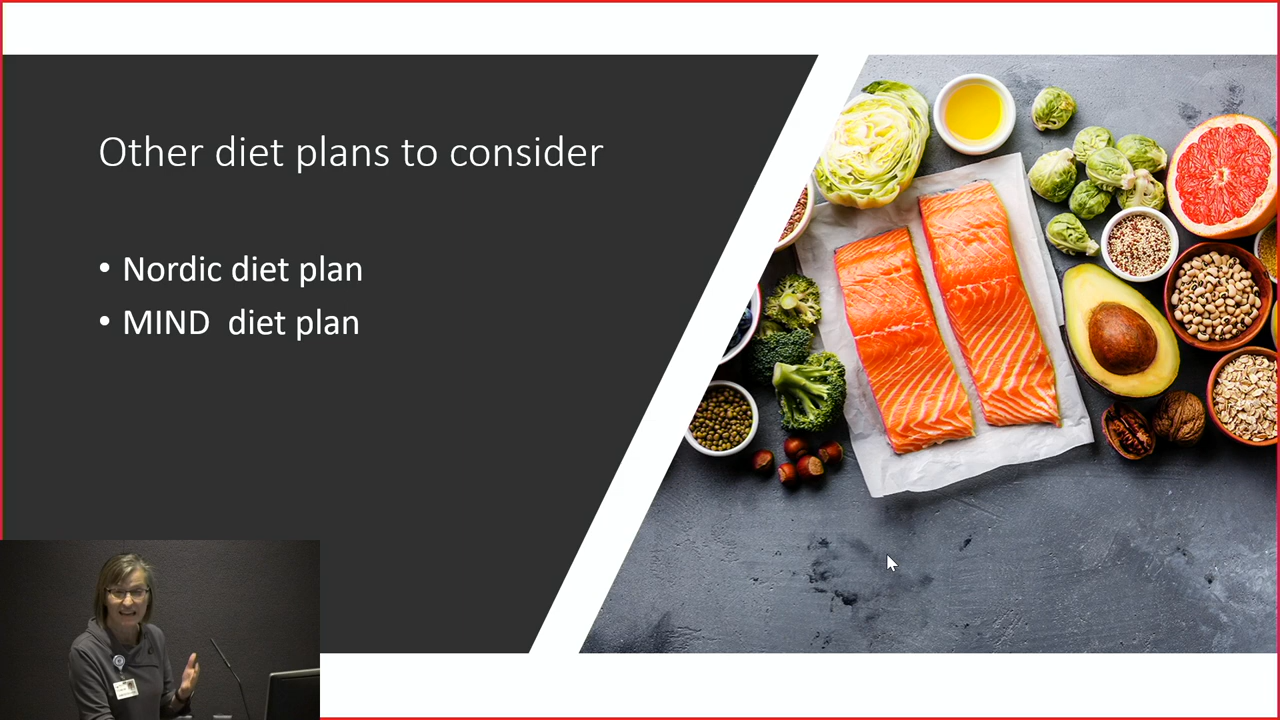 Other diet plans to consider
• Nordic diet plan
• MIND  diet plan